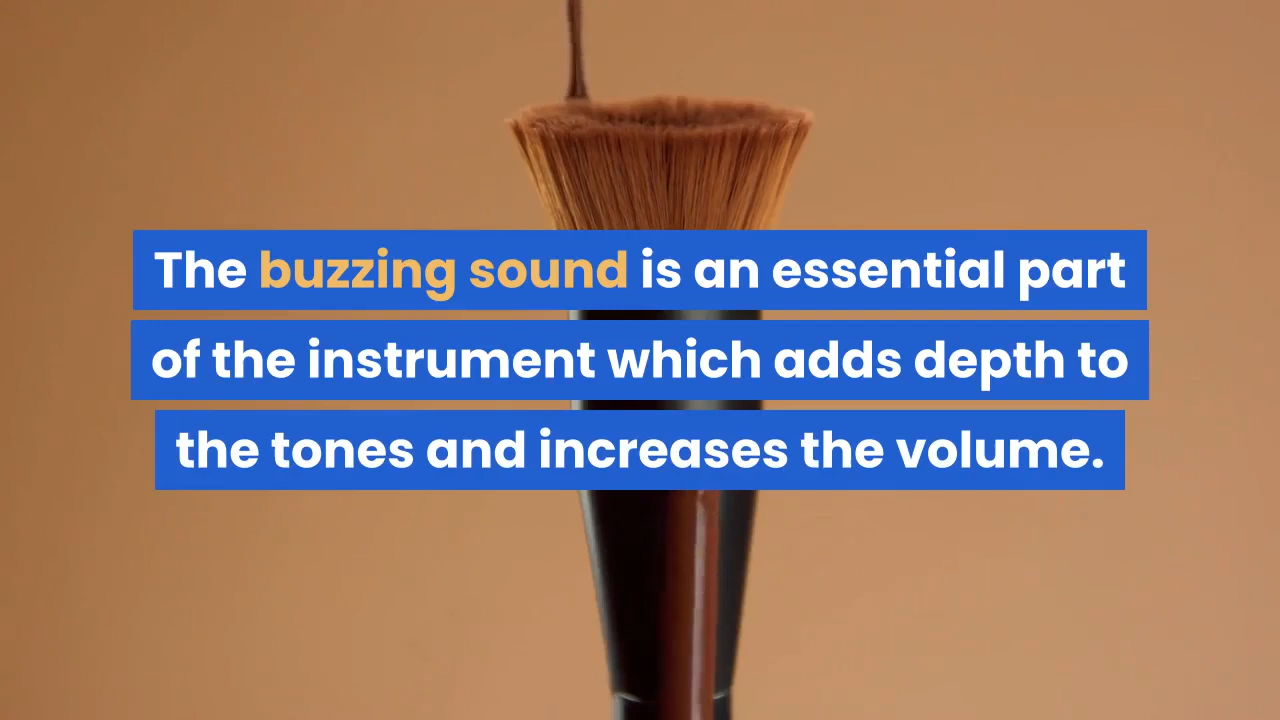 The buzzing sound is an essential part
of the instrument which adds depth to
the tones and increases the volume.